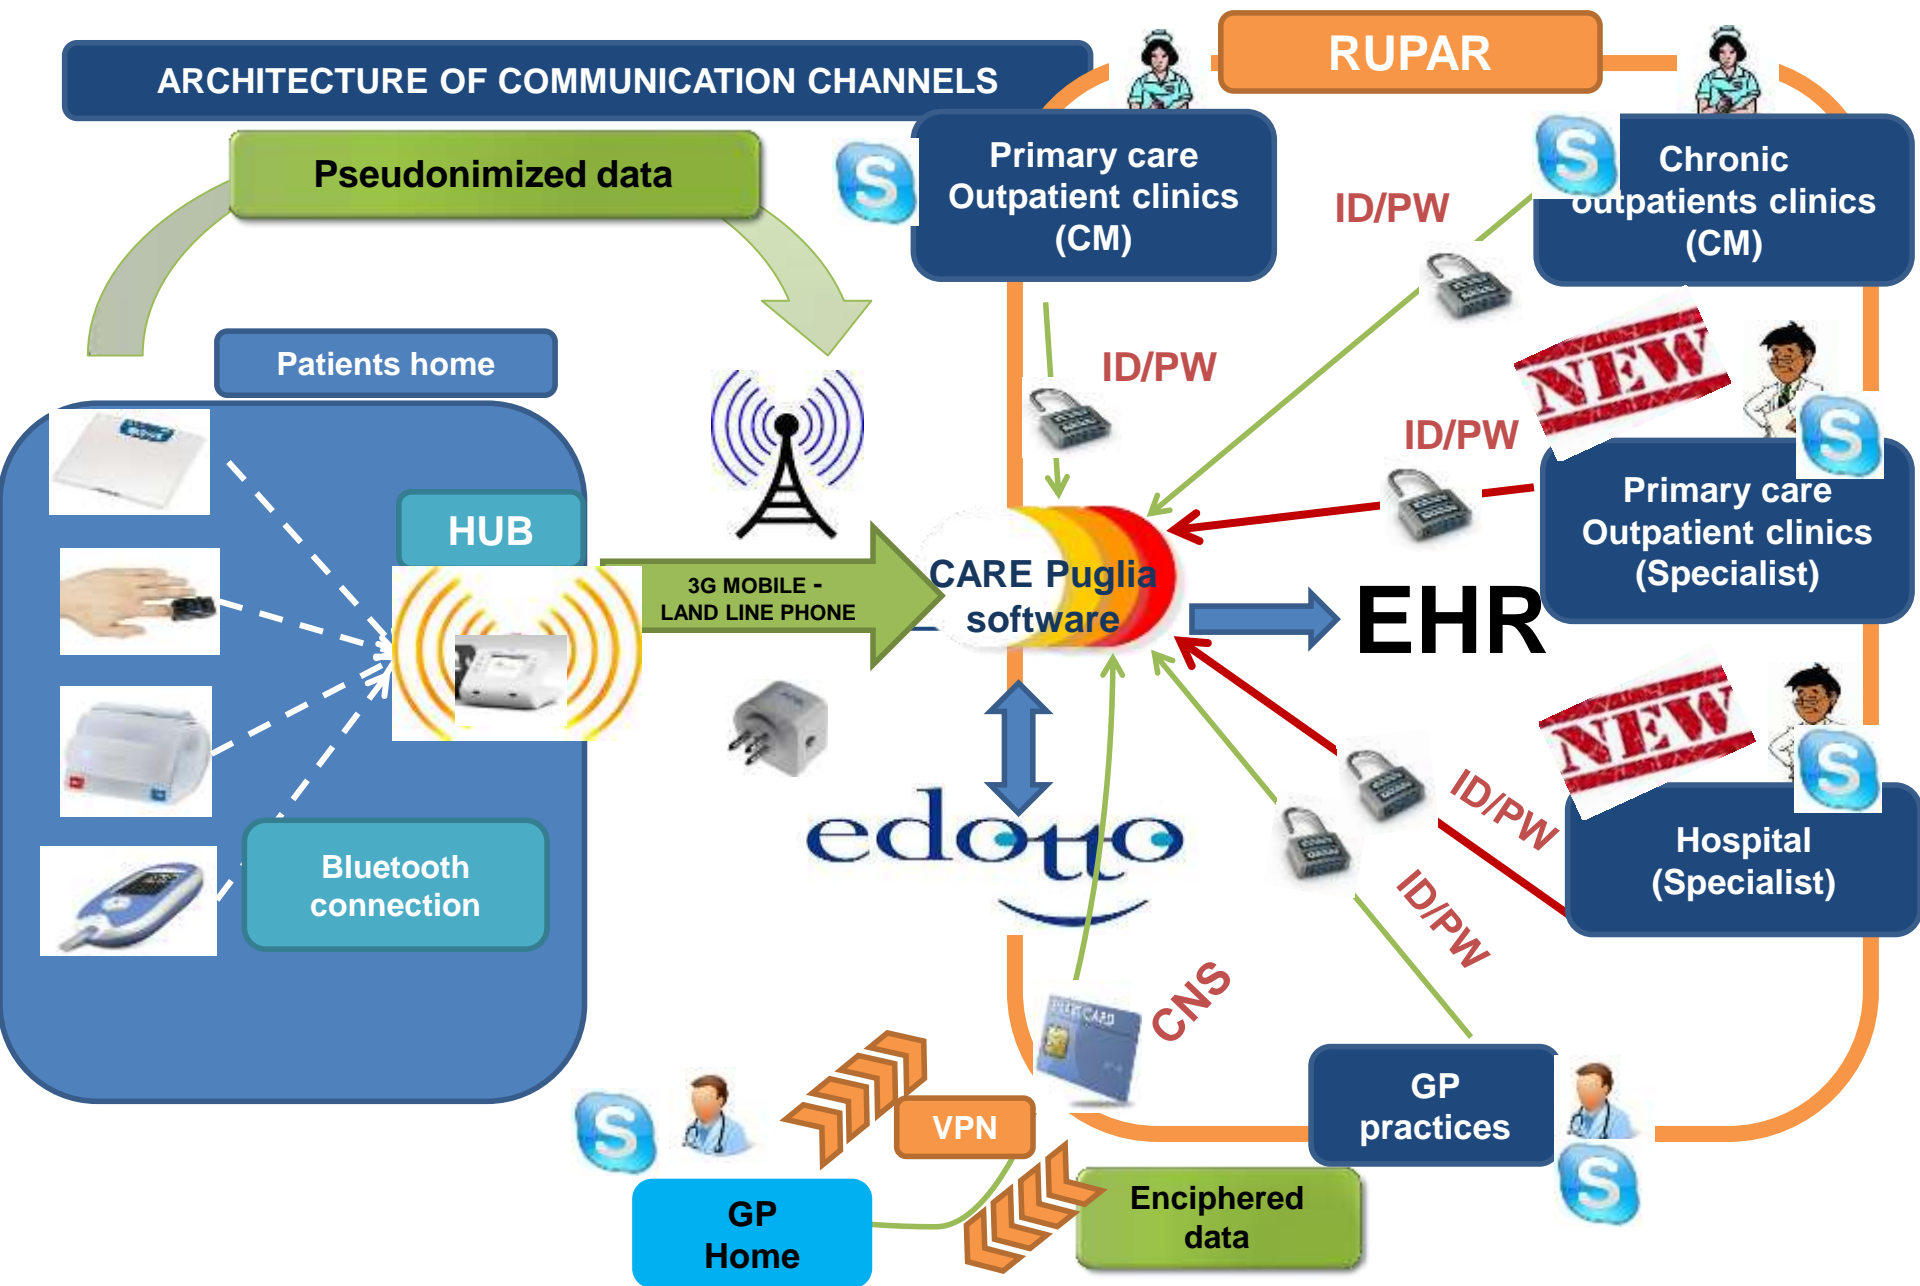 ARCHITECTURE OF COMMUNICATION CHANNELS
RUPAR
Pseudonimized data
Primary care
Outpatient clinics
(CM)
Chronic
outpatients clinics
(CM)
ID/PW
Patients home
ID/PW
NEW
ID/PW
Primary care
Outpatient clinics
(Specialist)
HUB
3G MOBILE -
LAND LINE PHONE
CARE Puglia
software
EHR
NEW
ID/PW
Hospital
(Specialist)
edotto
Bluetooth
connection
ID/PW
CNS
SMART CARD
GP
practices
VPN
Enciphered
data
GP
Home
S
S
S
S
S
S